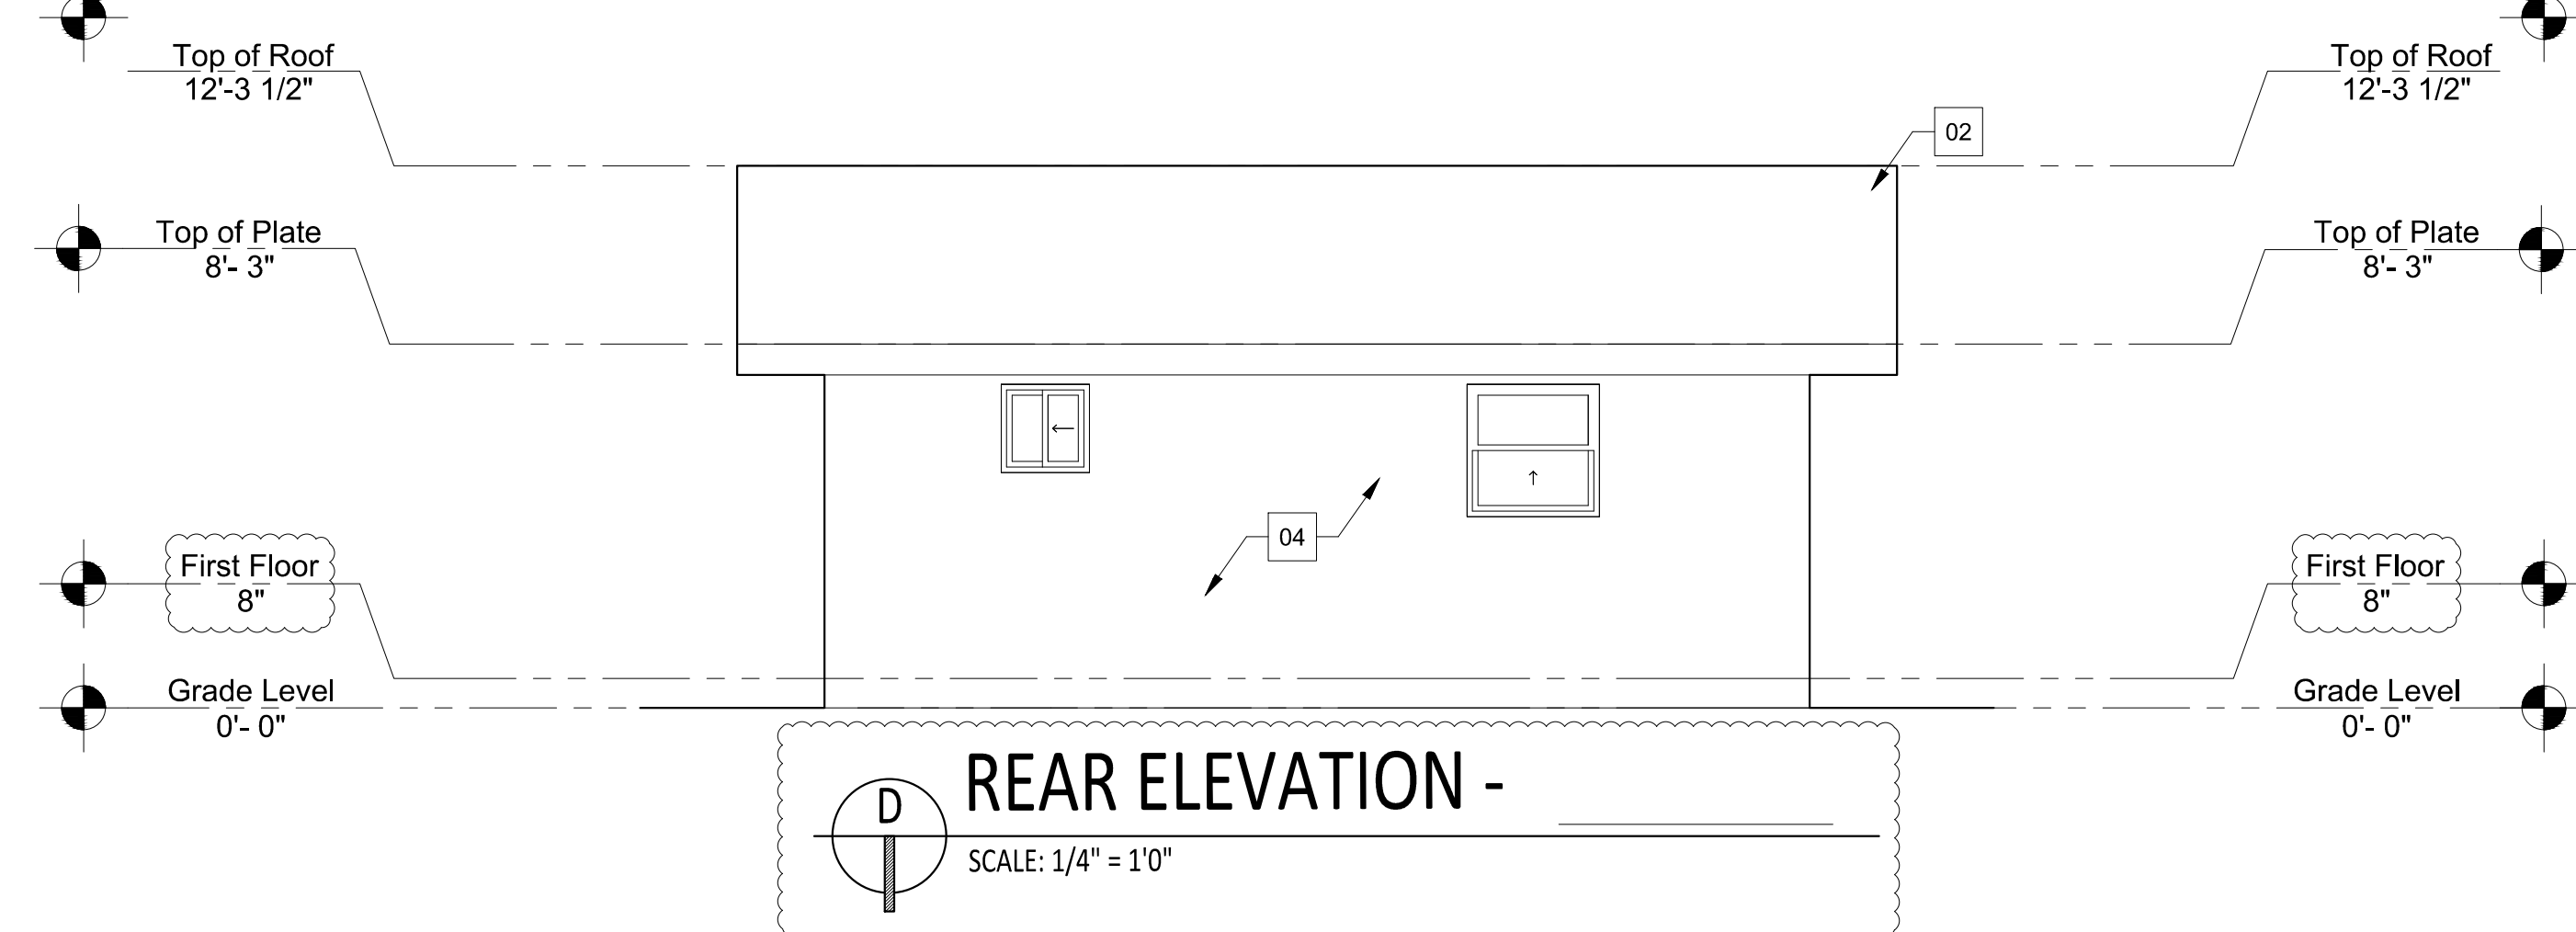 Top of Roof
12'-3 1/2"
Top of Roof
12'-3 1/2"
02
Top of Plate
8'- 3"
Top of Plate
8'- 3"
04
First Floor
8"
First Floor
8"
Grade Level
0'- 0"
Grade Level
0'- 0"
D
REAR ELEVATION -
SCALE: 1/4" = 1'0"